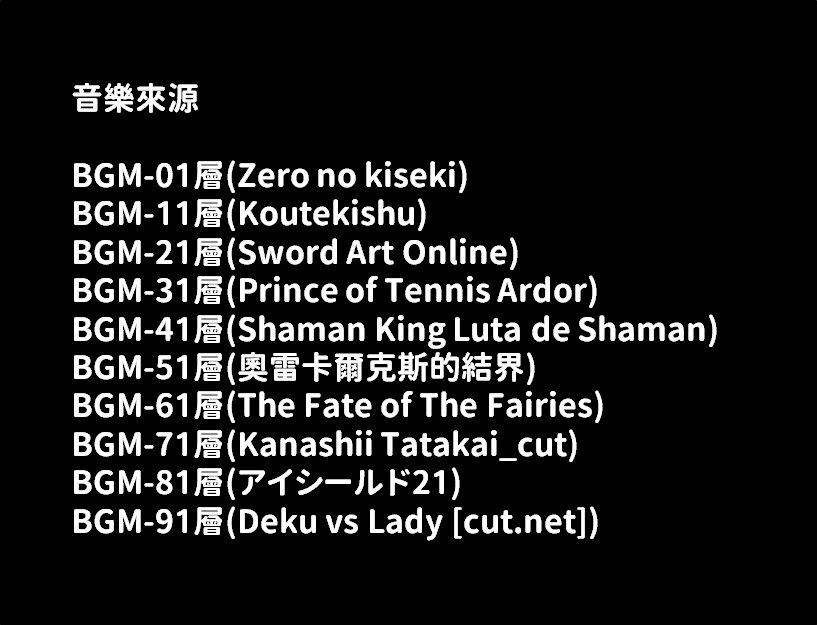 音樂來源
BGM-01層(Zero no kiseki)
BGM-11層(Koutekishu)
BGM-21層(Sword Art Online)
BGM-31層(Prince of Tennis Ardor)
BGM-41層(Shaman King Luta de Shaman)
BGM-51層(奧雷卡爾克斯的結界)
BGM-61層(The Fate of The Fairies)
BGM-71層(Kanashii Tatakai_cut)
BGM-81層(アイシールド21)
BGM-91層(Deku vs Lady [cut.net])